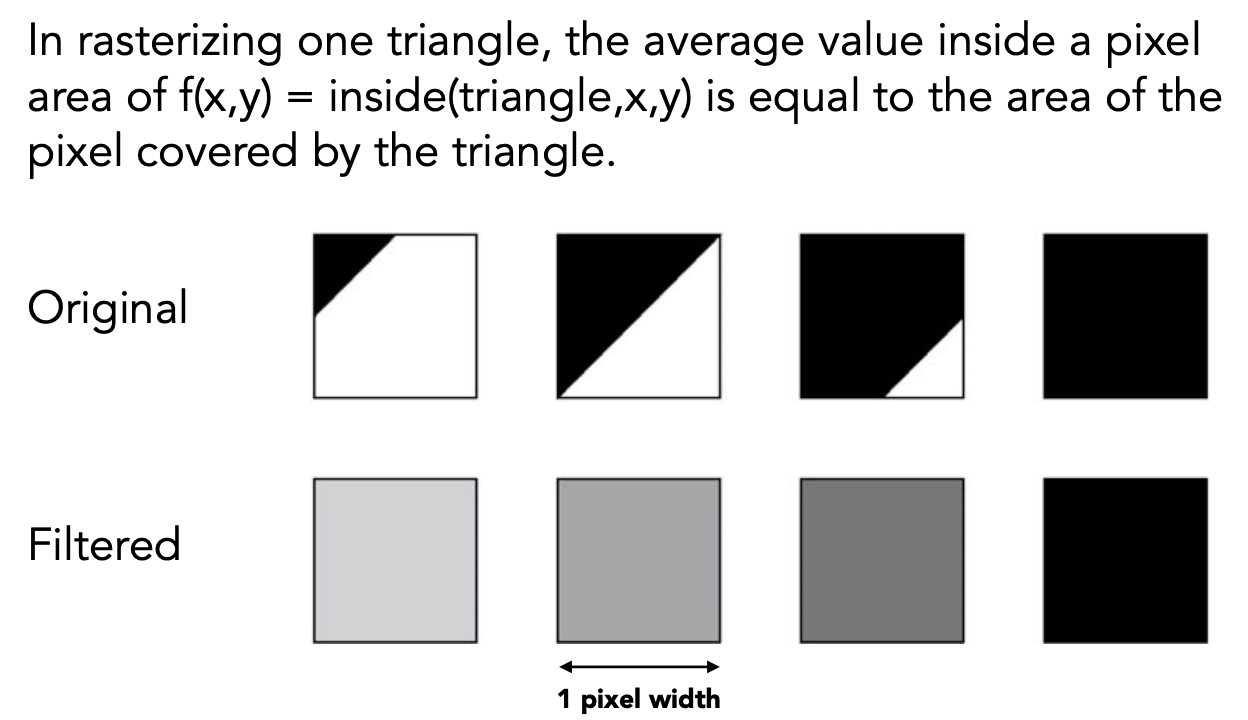 In rasterizing one triangle, the average value inside a pixel
area of f(x,y) = inside(triangle,x,y) is equal to the area of the
pixel covered by the triangle.
Original
Filtered
1 pixel width